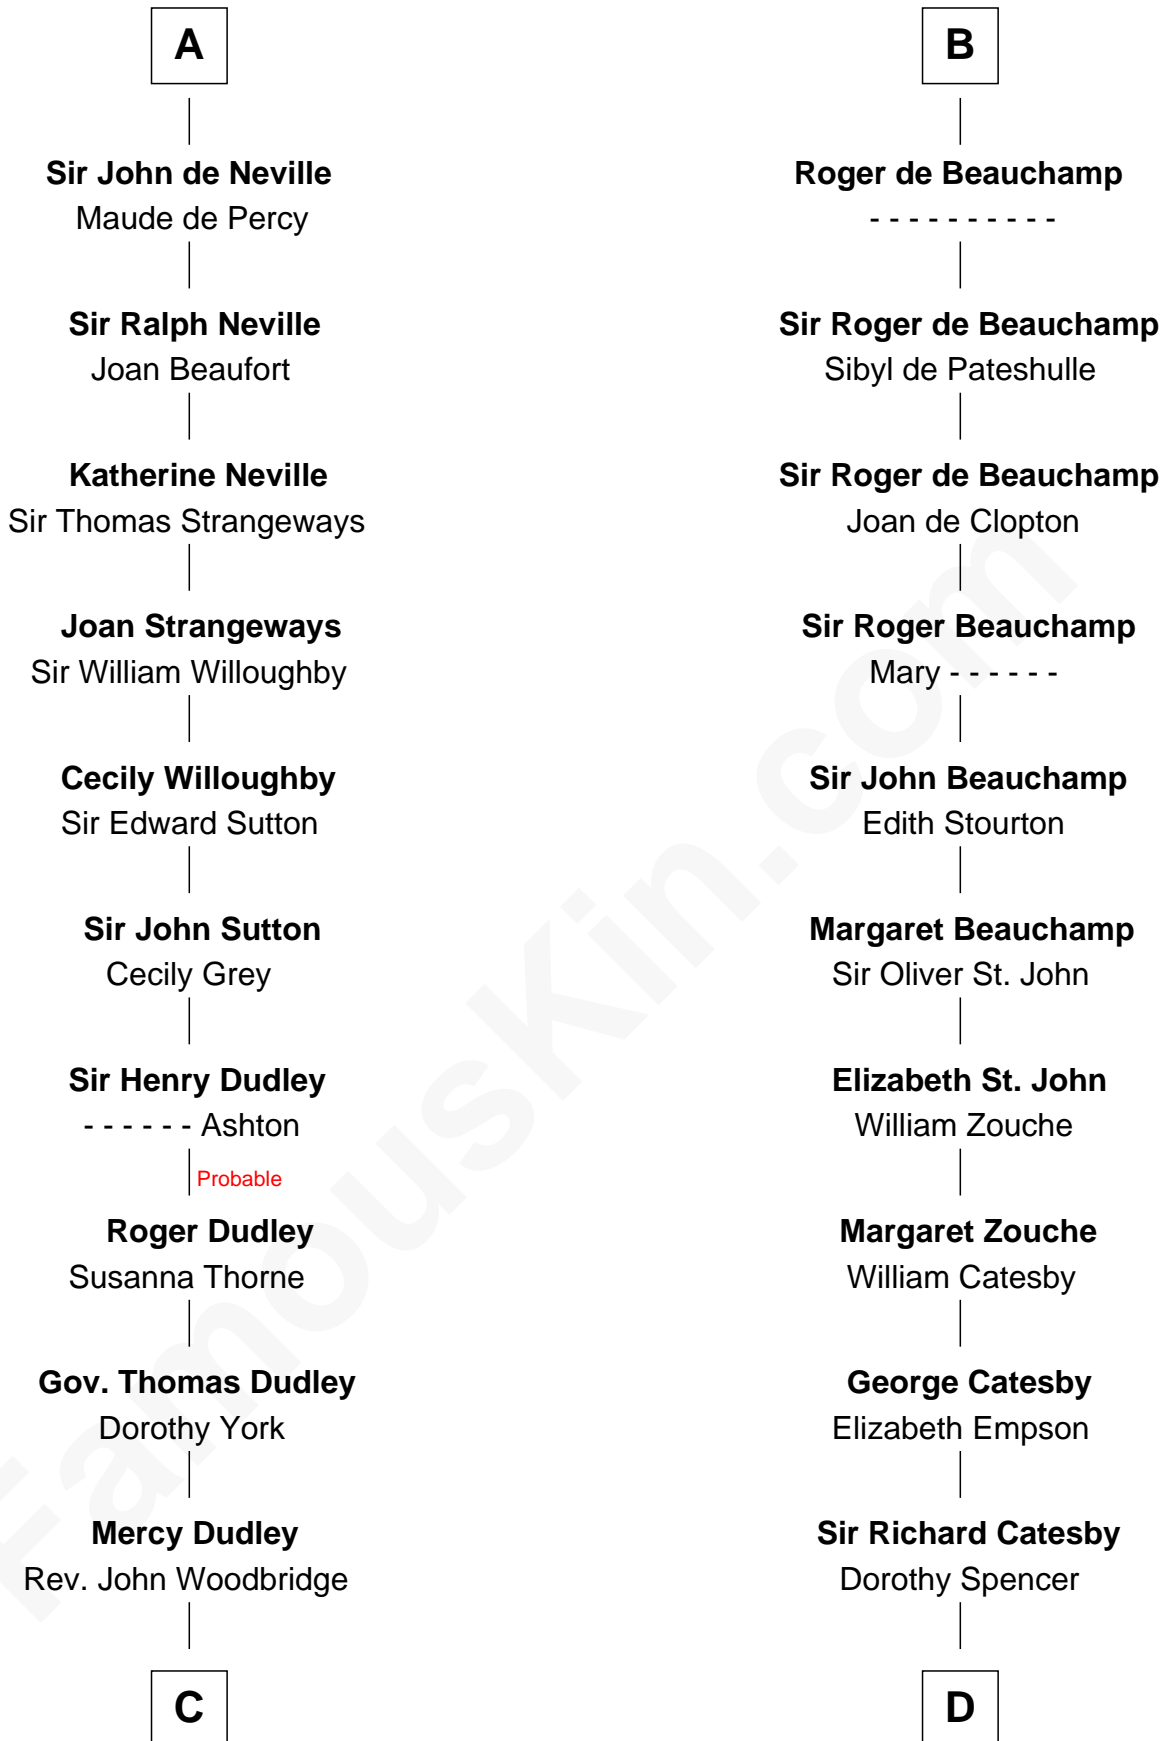 A
Sir John de Neville
Maude de Percy
Sir Ralph Neville
Joan Beaufort
Katherine Neville
Sir Thomas Strangeways
Joan Strangeways
Sir William Willoughby
Cecily Willoughby
Sir Edward Sutton
Sir John Sutton
Cecily Grey
Sir Henry Dudley
- - - - - - Ashton
Probable
Roger Dudley
Susanna Thorne
Gov. Thomas Dudley
Dorothy York
Mercy Dudley
Rev. John Woodbridge
C
B
Roger de Beauchamp
- - - - - - - - - -
Sir Roger de Beauchamp
Sibyl de Pateshulle
Sir Roger de Beauchamp
Joan de Clopton
Sir Roger Beauchamp
Mary - - - - - -
Sir John Beauchamp
Edith Stourton
Margaret Beauchamp
Sir Oliver St. John
Elizabeth St. John
William Zouche
Margaret Zouche
William Catesby
George Catesby
Elizabeth Empson
Sir Richard Catesby
Dorothy Spencer
D
FamousKin.com